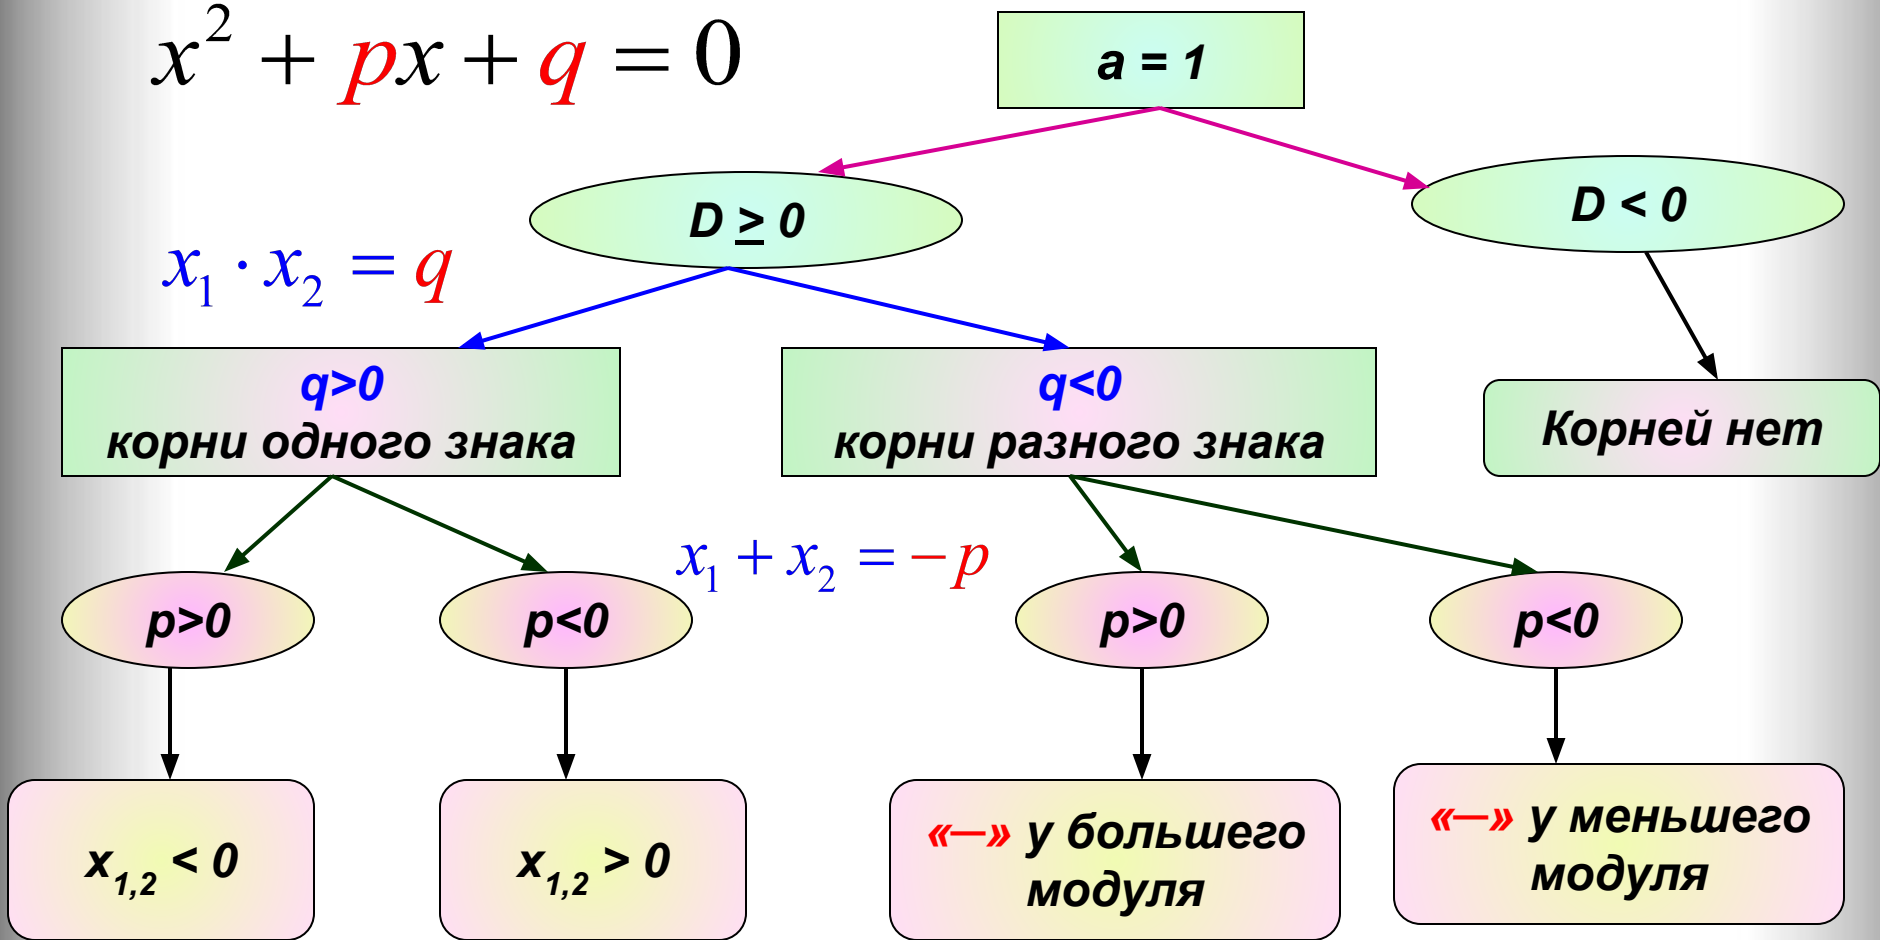 x² + px + q = 0
a = 1
D ≥ 0
D < 0
x₁ · x₂ = q
q>0
корни одного знака
q<0
корни разного знака
Корней нет
x₁ + x₂ = −p
p>0
p<0
p>0
p<0
x₁,₂ < 0
x₁,₂ > 0
«—» у большего
модуля
«—» у меньшего
модуля